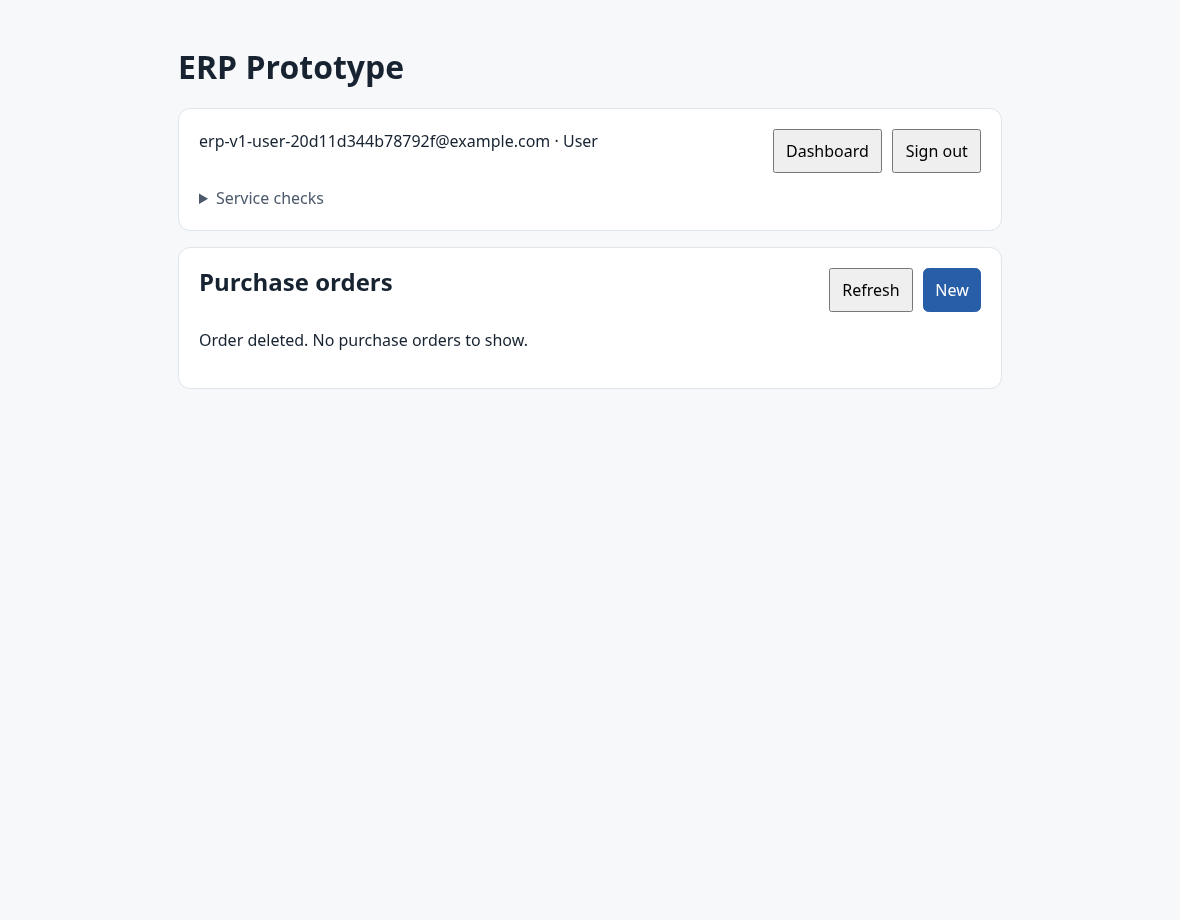 ERP Prototype
erp-v1-user-20d11d344b78792f@example.com · User
Dashboard
Sign out
Service checks
Purchase orders
Refresh
New
Order deleted. No purchase orders to show.